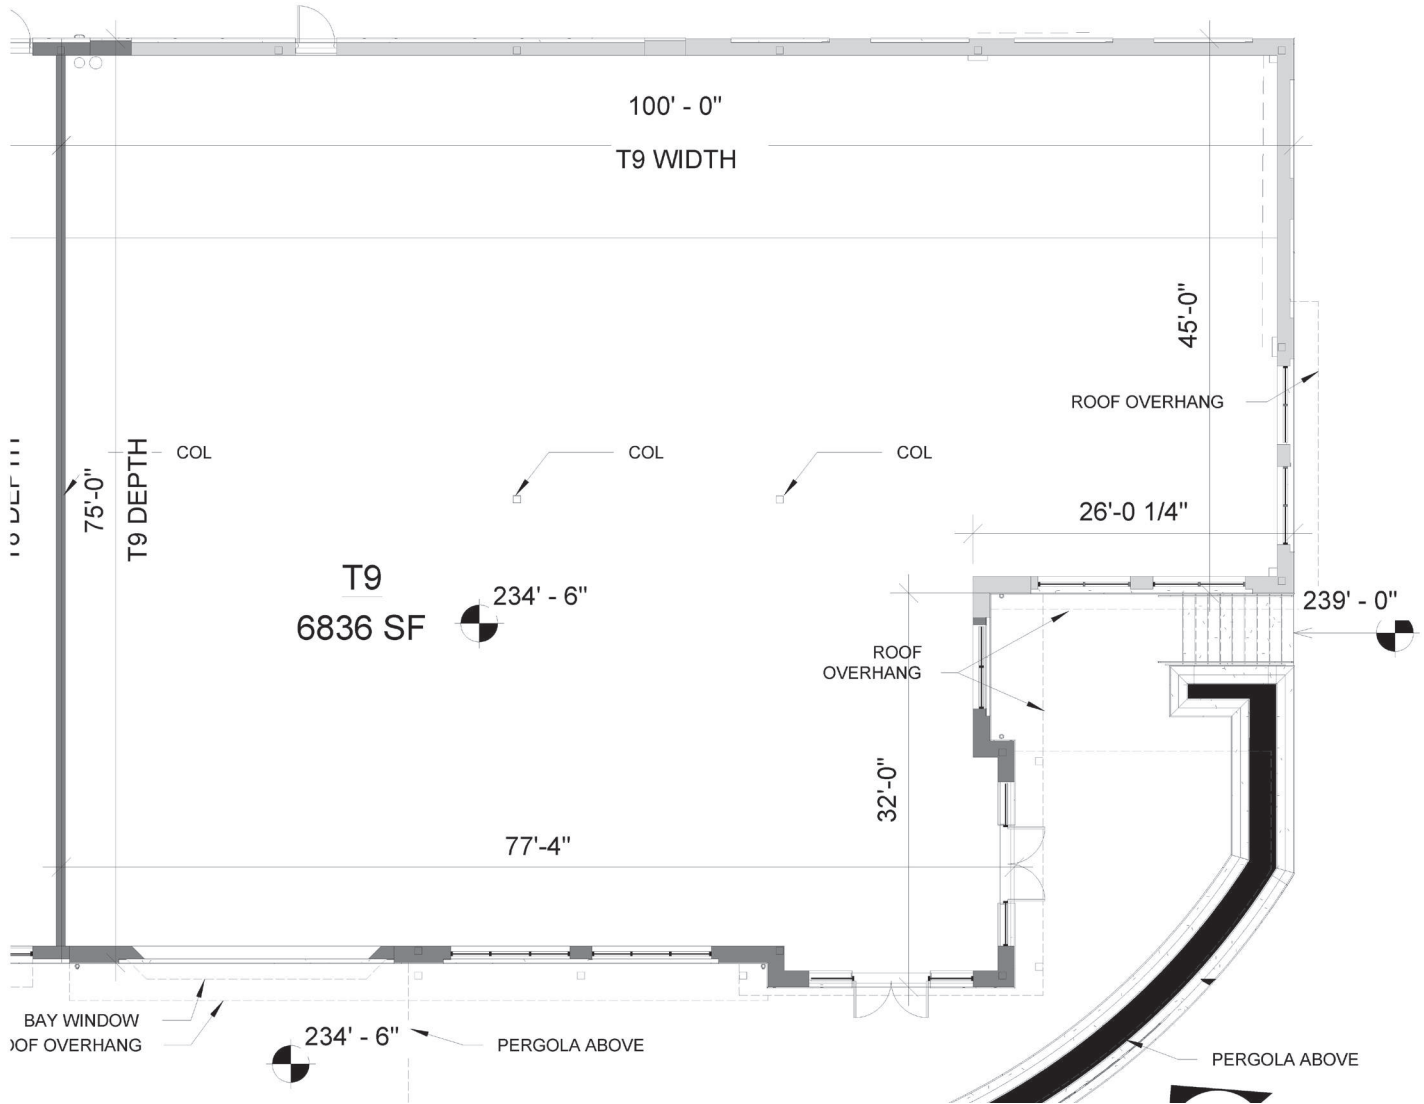 100' - 0"
T9 WIDTH
45'-0"
ROOF OVERHANG
COL
COL
COL
75'-0"
T9 DEPTH
26'-0 1/4"
T9
6836 SF
234' - 6"
239' - 0"
ROOF
OVERHANG
32'-0"
77'-4"
BAY WINDOW
OOF OVERHANG
234' - 6"
PERGOLA ABOVE
PERGOLA ABOVE